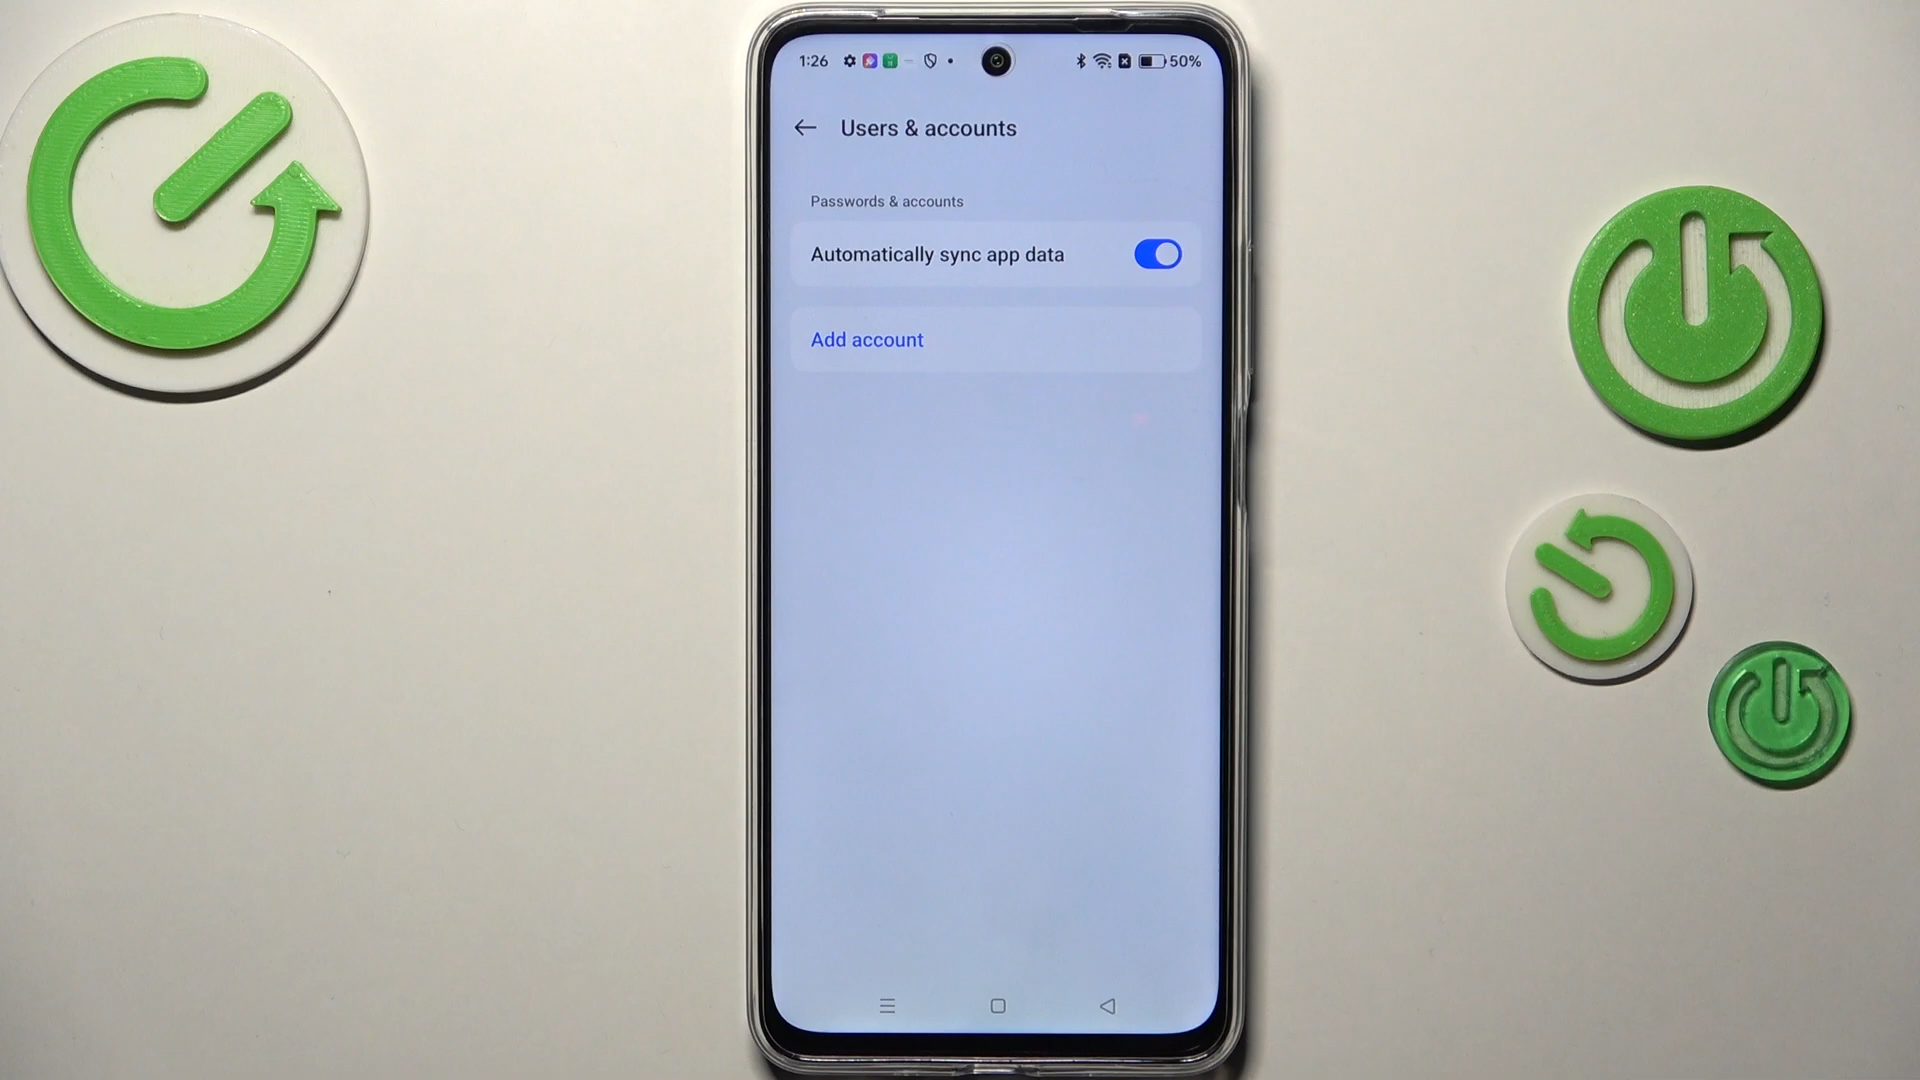 1:26
50%
Users & accounts
Passwords & accounts
Automatically sync app data
Add account